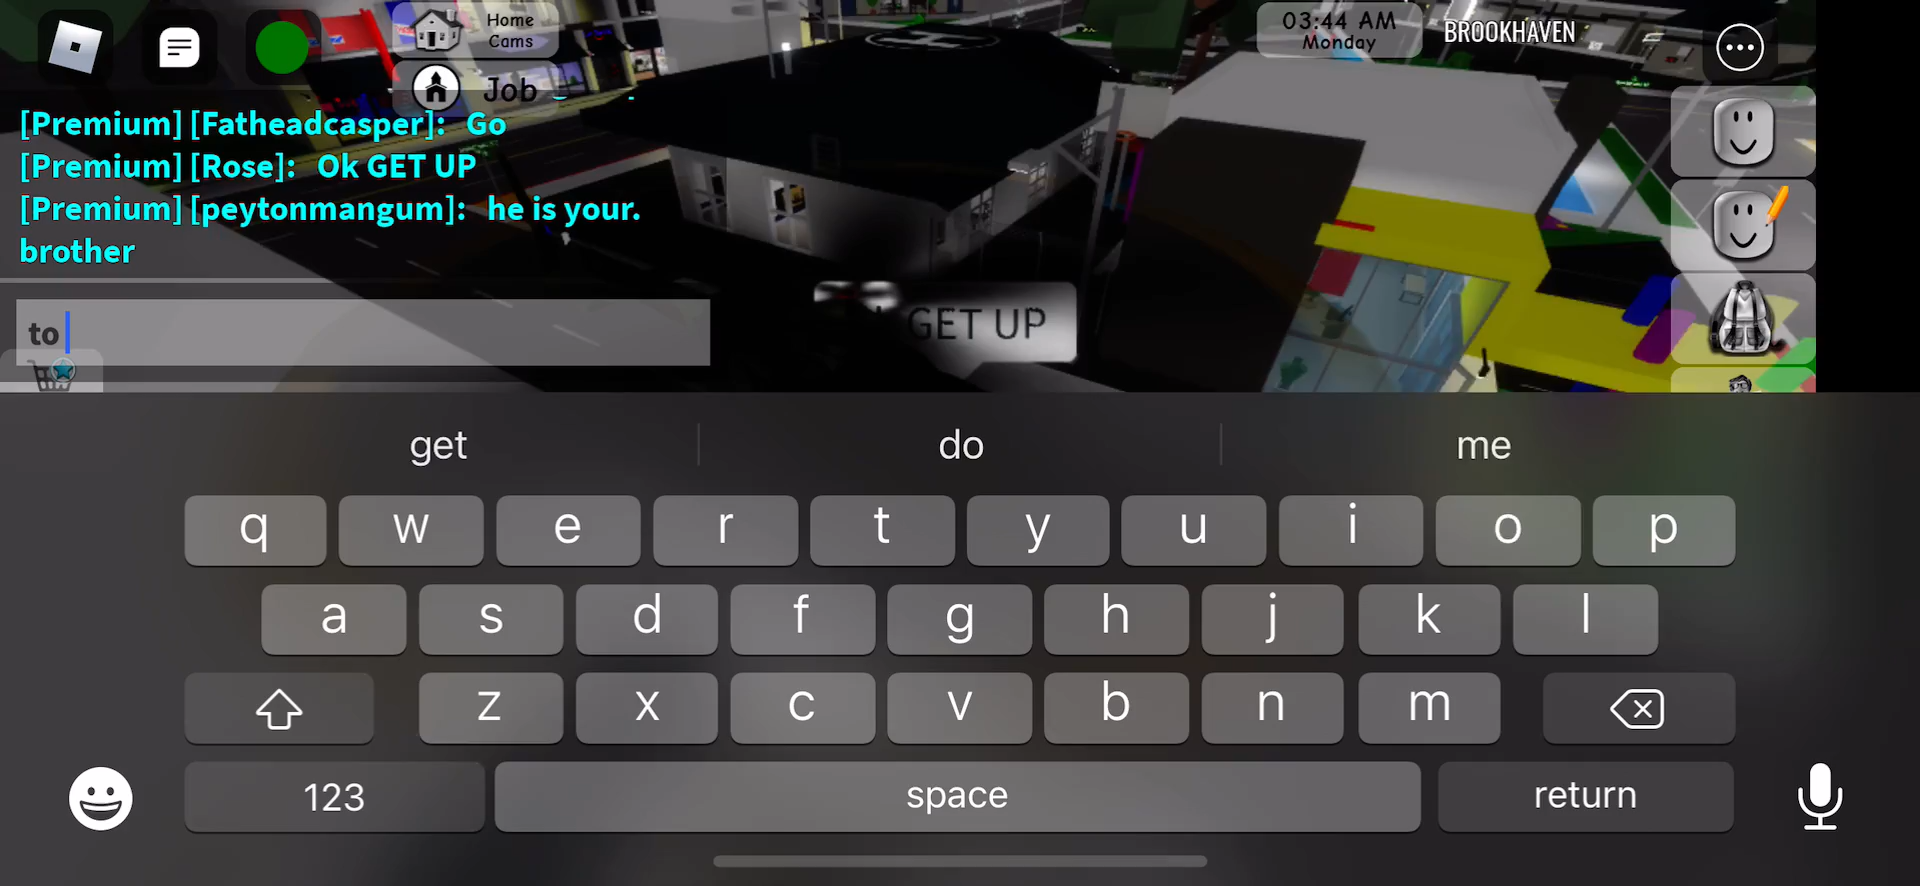 Home
Cams
Job
03:44 AM
Monday
BROOKHAVEN
[Premium] [Fatheadcasper]: Go
[Premium] [Rose]: Ok GET UP
[Premium] [peytonmangum]: he is your.
brother
to
GET UP
get do me
q w e r t y u i o p
a s d f g h j k l
z x c v b n m
123 space return